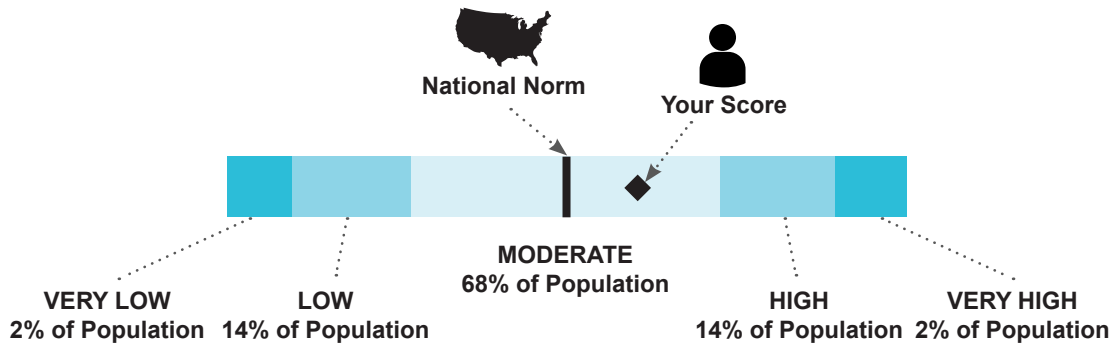 National Norm
Your Score
MODERATE
68% of Population
VERY LOW
2% of Population
LOW
14% of Population
HIGH
14% of Population
VERY HIGH
2% of Population